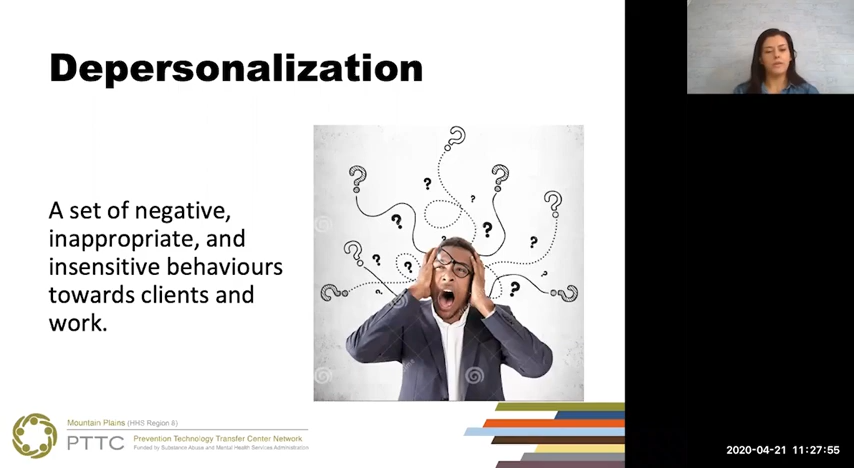 Depersonalization
A set of negative,
inappropriate, and
insensitive behaviours
towards clients and
work.
Mountain Plains (HHS Region 8)
PTTC
Prevention Technology Transfer Center Network
Funded by Substance Abuse and Mental Health Services Administration
2020-04-21 11:27:55